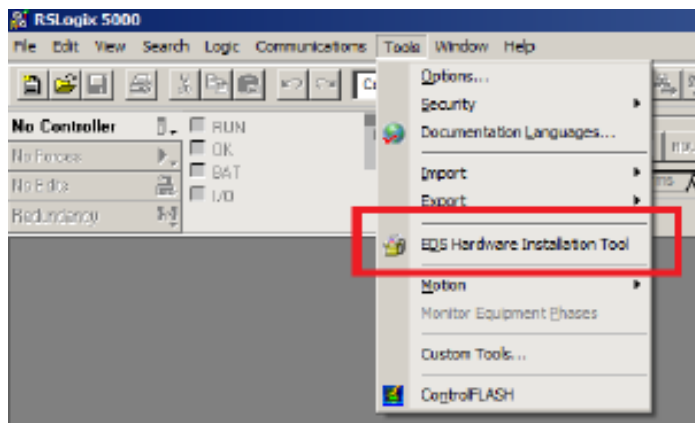 RSLogix 5000
File Edit View Search Logic Communications Tools Window Help
No Controller
RUN
No Forces
OK
No Edits
BAT
Redundancy
I/O
Options...
Security
Documentation Languages...
Import
Export
EDS Hardware Installation Tool
Motion
Monitor Equipment Phases
Custom Tools...
ControlFLASH